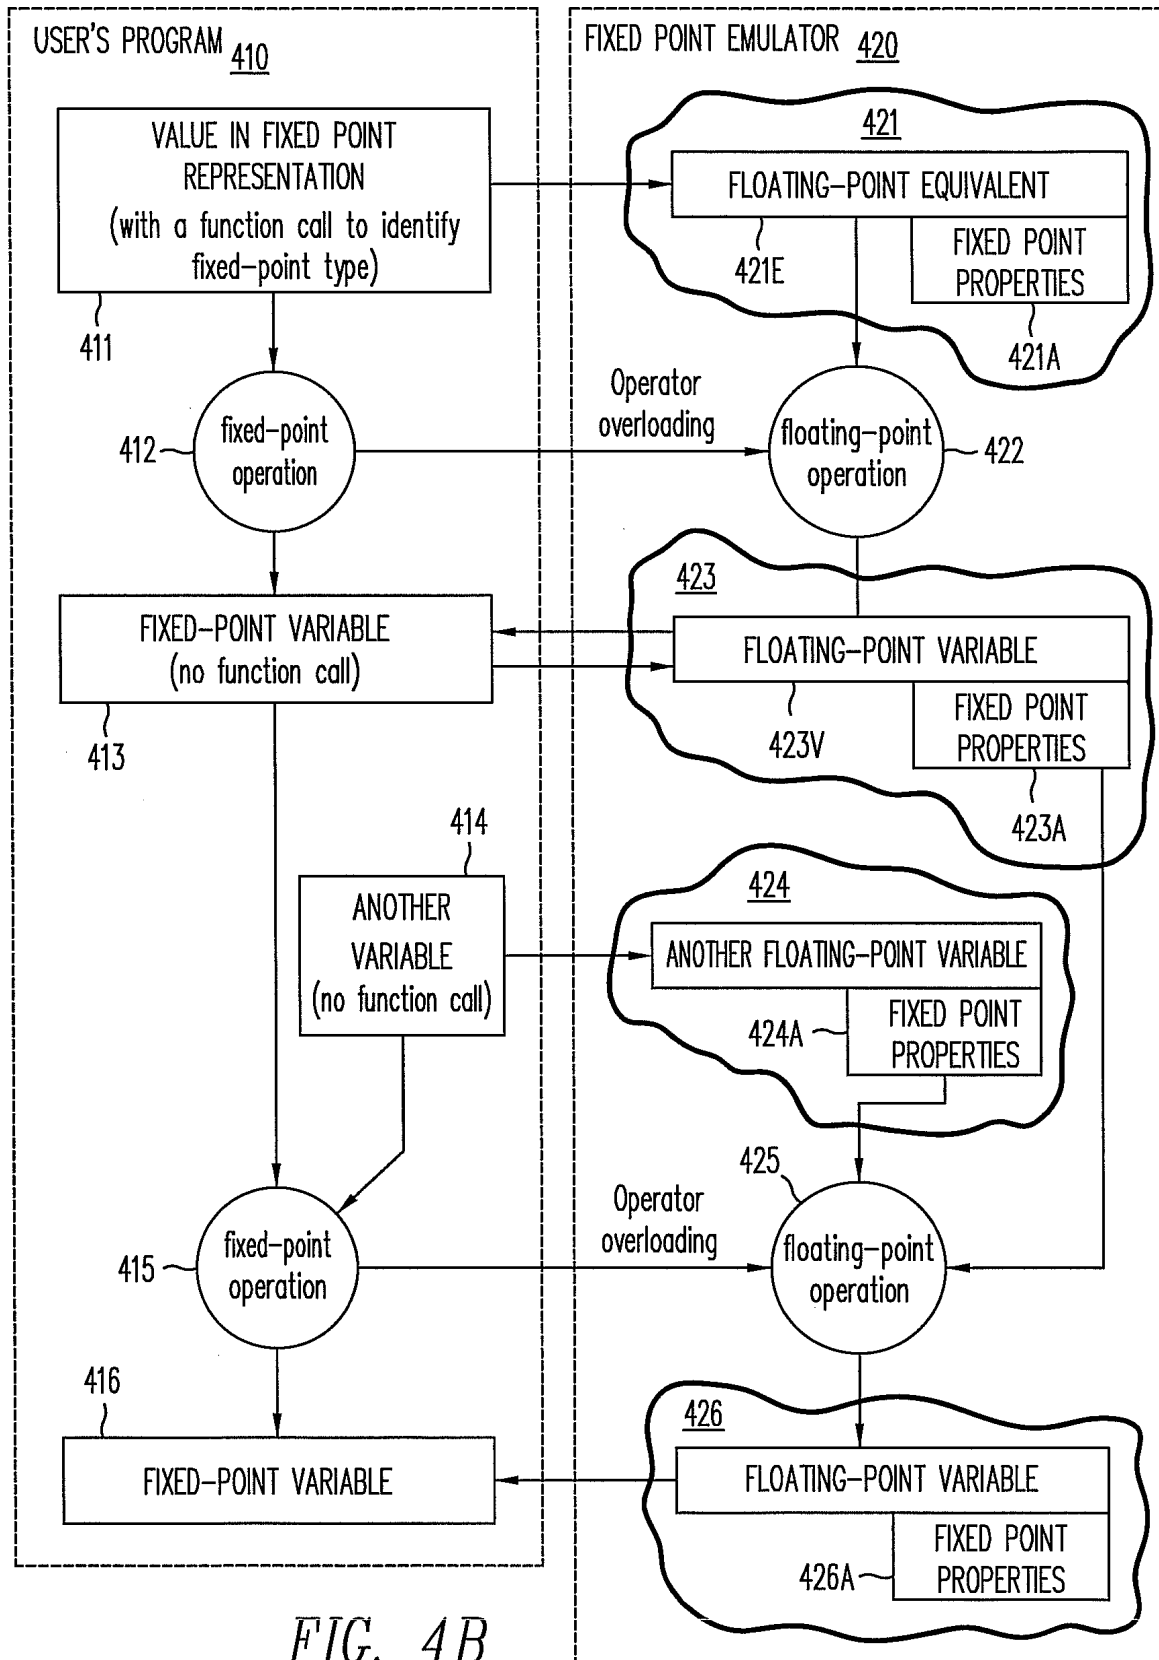 USER'S PROGRAM 410
FIXED POINT EMULATOR 420
VALUE IN FIXED POINT
REPRESENTATION
(with a function call to identify
fixed-point type)
411
421
FLOATING-POINT EQUIVALENT
421E
FIXED POINT
PROPERTIES
421A
412
fixed-point
operation
Operator
overloading
floating-point
operation
422
FIXED-POINT VARIABLE
(no function call)
413
423
FLOATING-POINT VARIABLE
423V
FIXED POINT
PROPERTIES
423A
414
ANOTHER
VARIABLE
(no function call)
424
ANOTHER FLOATING-POINT VARIABLE
424A
FIXED POINT
PROPERTIES
415
fixed-point
operation
Operator
overloading
425
floating-point
operation
416
FIXED-POINT VARIABLE
426
FLOATING-POINT VARIABLE
426A
FIXED POINT
PROPERTIES
FIG. 4B